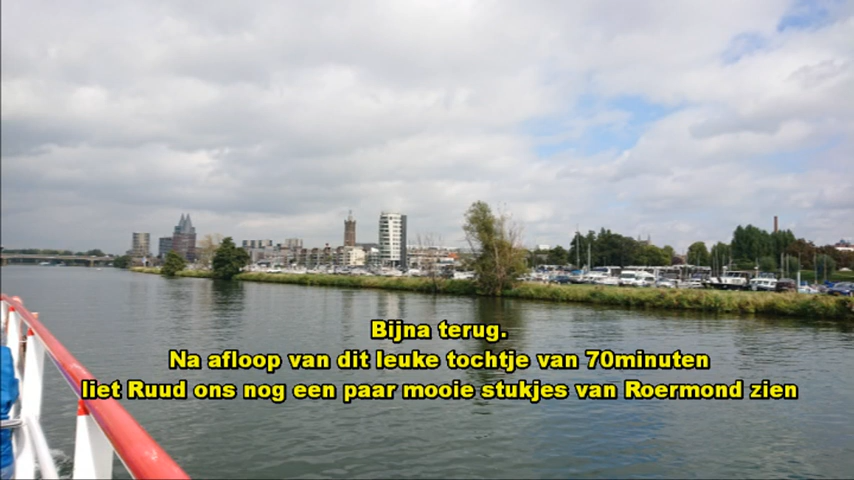 Bijna terug.
Na afloop van dit leuke tochtje van 70minuten
liet Ruud ons nog een paar mooie stukjes van Roermond zien